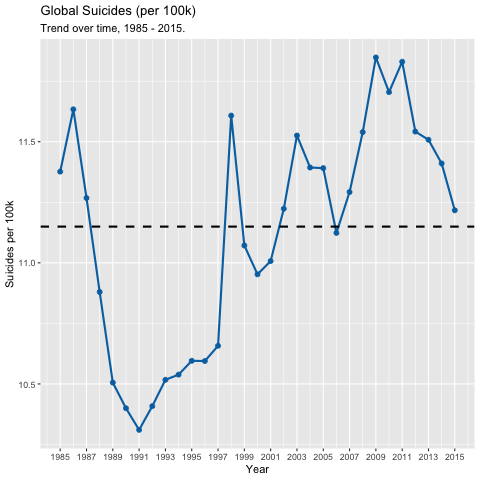 Global Suicides (per 100k)
Trend over time, 1985 - 2015.
11.5
11.0
10.5
Suicides per 100k
1985 1987 1989 1991 1993 1995 1997 1999 2001 2003 2005 2007 2009 2011 2013 2015
Year